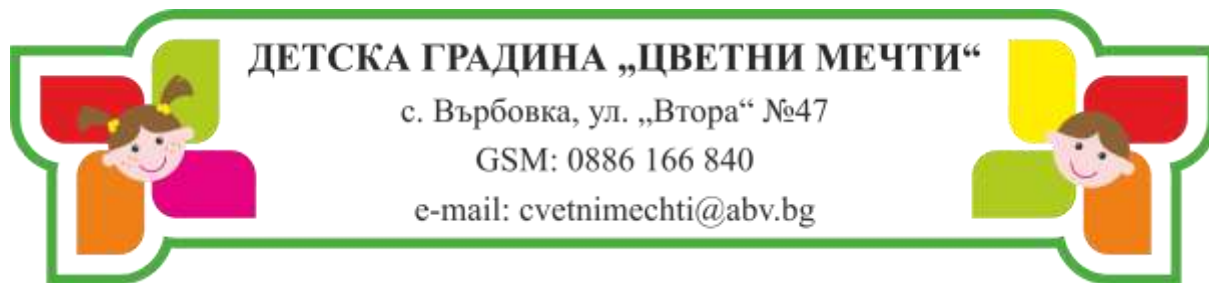 ДЕТСКА ГРАДИНА „ЦВЕТНИ МЕЧТИ“
с. Върбовка, ул. „Втора“ №47
GSM: 0886 166 840
e-mail: cvetnimechti@abv.bg